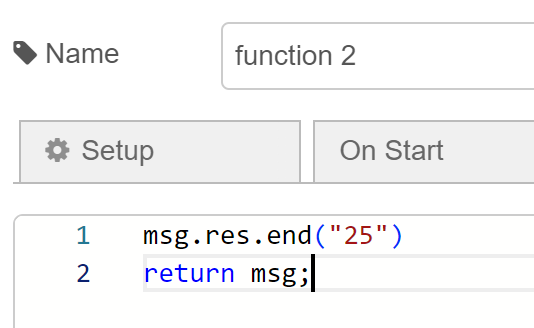 Name
function 2
Setup
On Start
1 msg.res.end("25")
2 return msg;